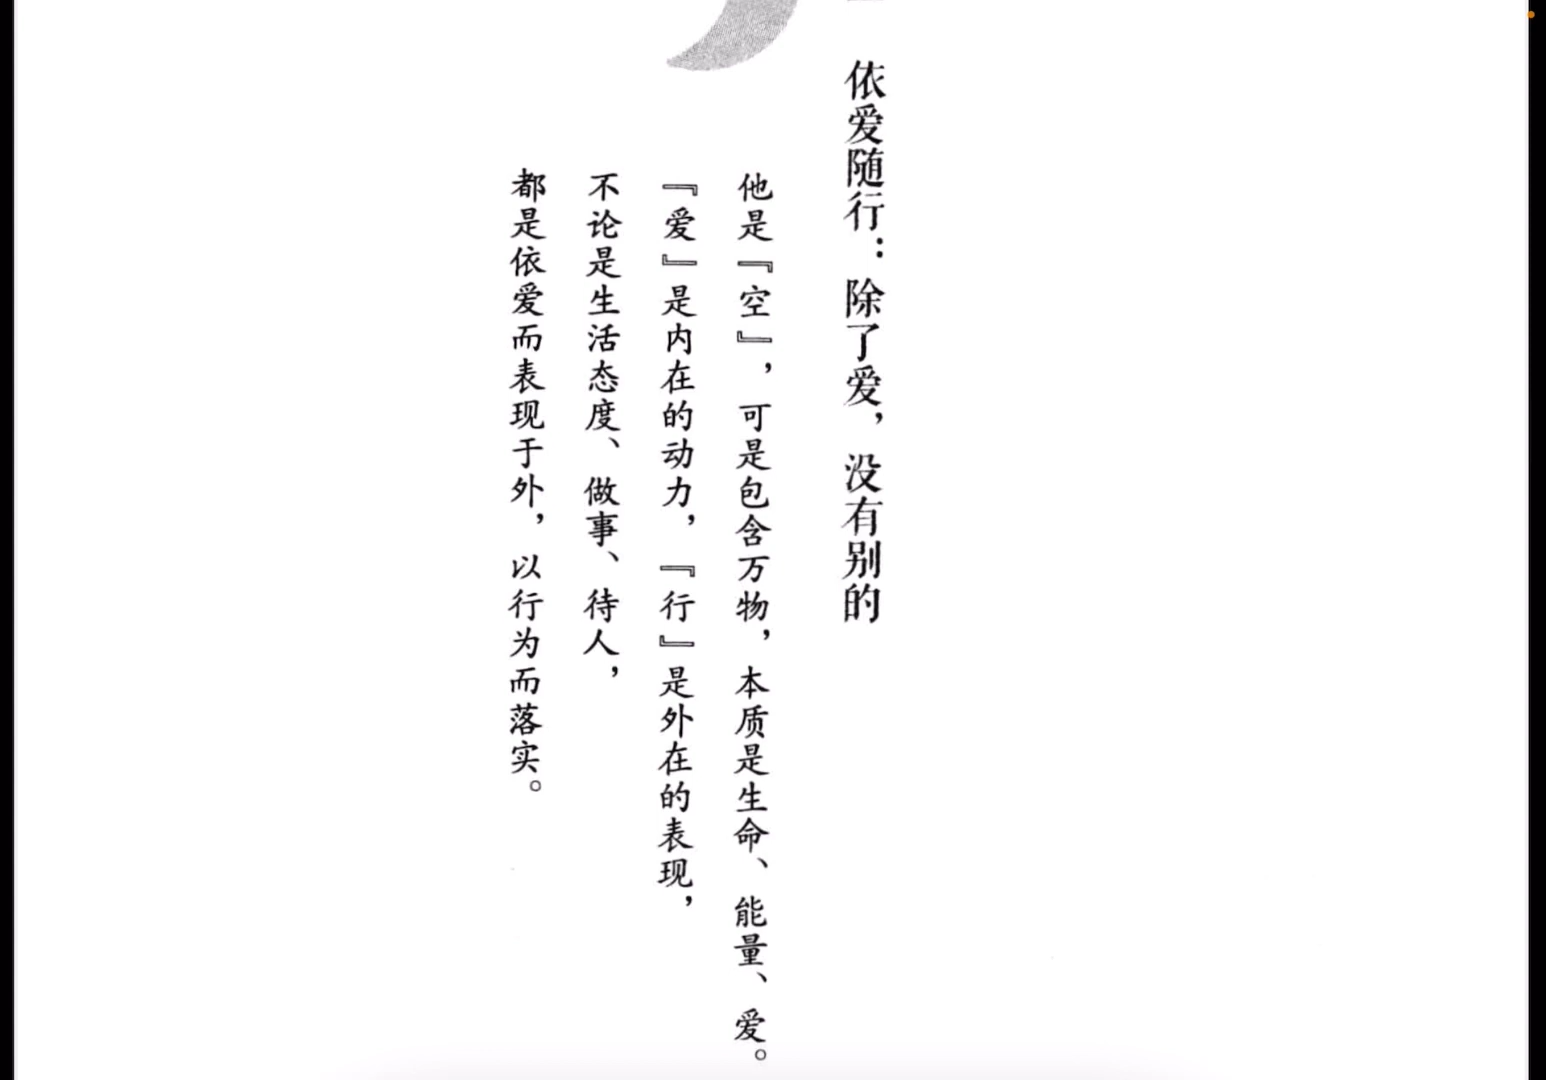 依爱随行：除了爱，没有别的
他是『空』，可是包含万物，本质是生命、能量、爱。
『爱』是内在的动力，『行』是外在的表现，
不论是生活态度、做事、待人，
都是依爱而表现于外，以行为而落实。